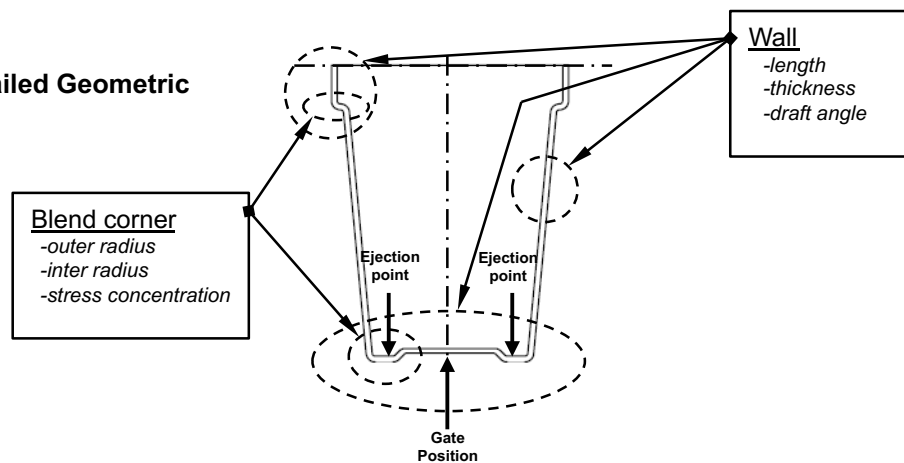 ailed Geometric
Wall
-length
-thickness
-draft angle
Blend corner
-outer radius
-inter radius
-stress concentration
Ejection
point
Ejection
point
Gate
Position